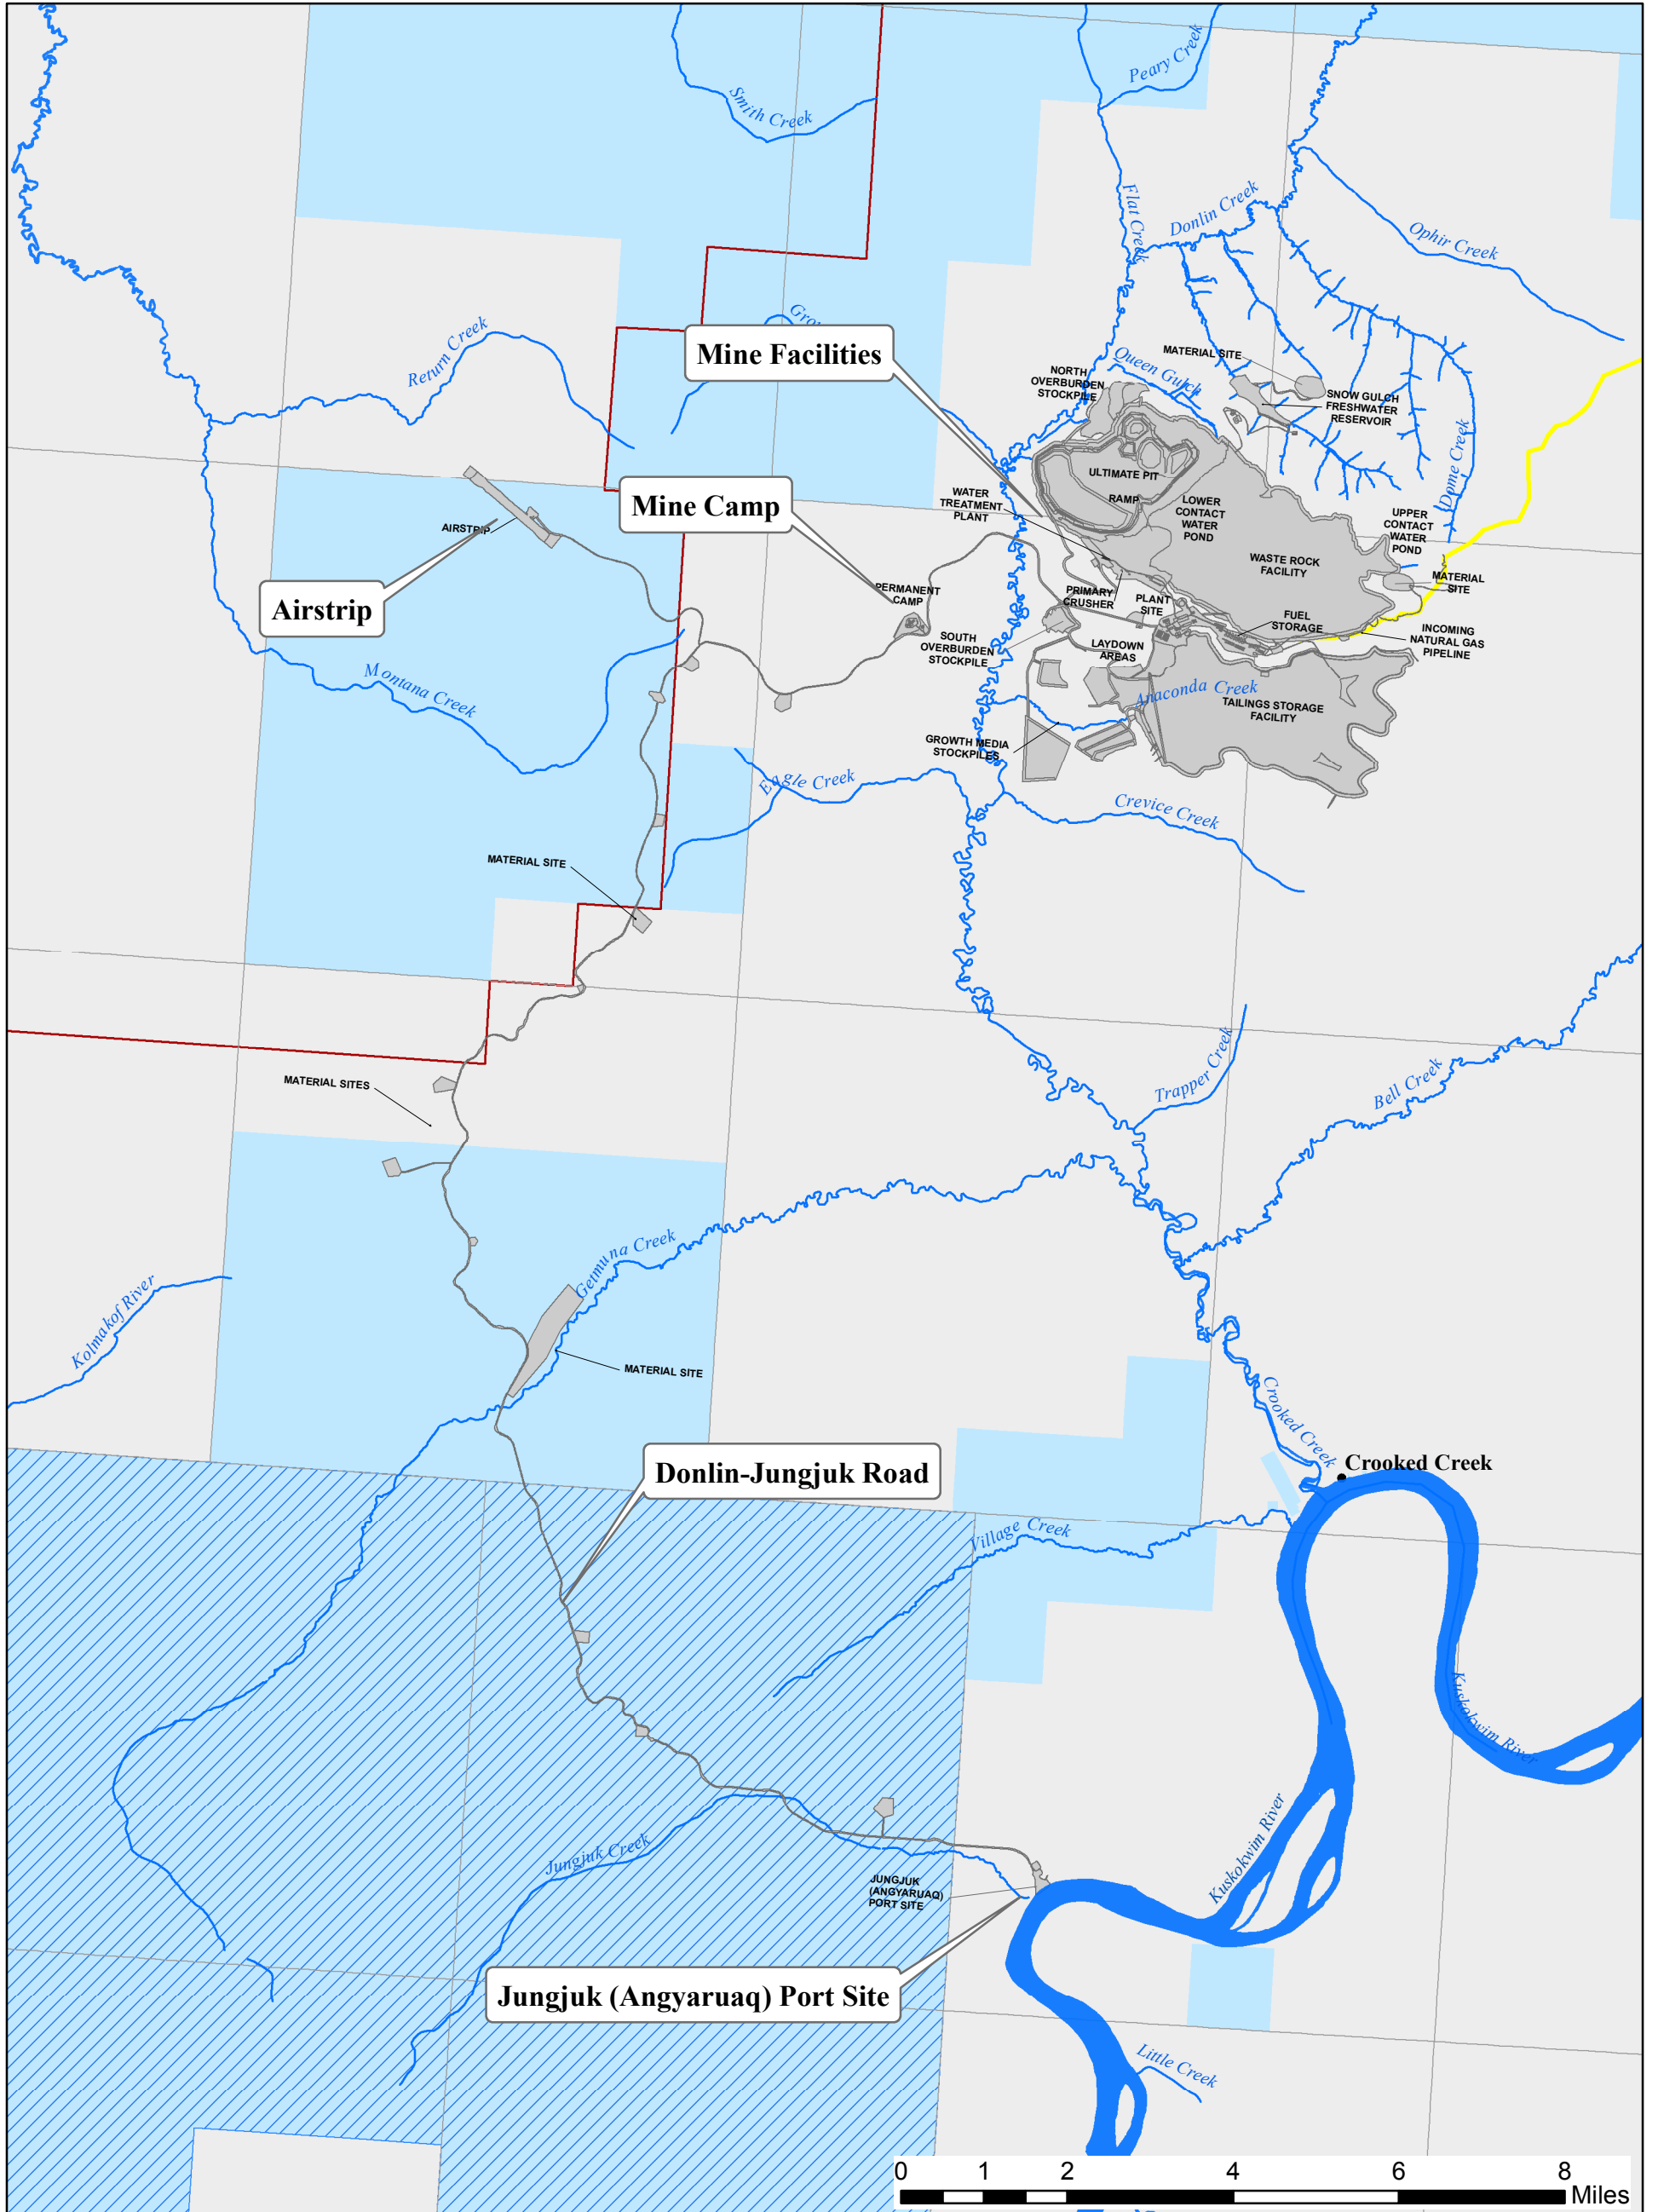 Peary Creek
Smith Creek
Flat Creek
Donlin Creek
Ophir Creek
Return Creek
Mine Facilities
Queen Gulch
MATERIAL SITE
NORTH
OVERBURDEN
STOCKPILE
SNOW GULCH
FRESHWATER
RESERVOIR
Dome Creek
ULTIMATE PIT
RAMP
Mine Camp
WATER
TREATMENT
PLANT
LOWER
CONTACT
WATER
POND
UPPER
CONTACT
WATER
POND
AIRSTRIP
WASTE ROCK
FACILITY
MATERIAL
SITE
Airstrip
PERMANENT
CAMP
PRIMARY
CRUSHER
PLANT
SITE
FUEL
STORAGE
INCOMING
NATURAL GAS
PIPELINE
SOUTH
OVERBURDEN
STOCKPILE
LAYDOWN
AREAS
Montana Creek
Anaconda Creek
TAILINGS STORAGE
FACILITY
GROWTH MEDIA
STOCKPILES
Eagle Creek
Crevice Creek
MATERIAL SITE
MATERIAL SITES
Trapper Creek
Bell Creek
Getmuna Creek
Kolmakof River
MATERIAL SITE
Crooked Creek
Donlin-Jungjuk Road
Crooked Creek
Village Creek
Kuskokwim River
Kuskokwim River
Jungjuk Creek
JUNGJUK
(ANGYARUAQ)
PORT SITE
Jungjuk (Angyaruaq) Port Site
Little Creek
0 1 2 4 6 8
Miles